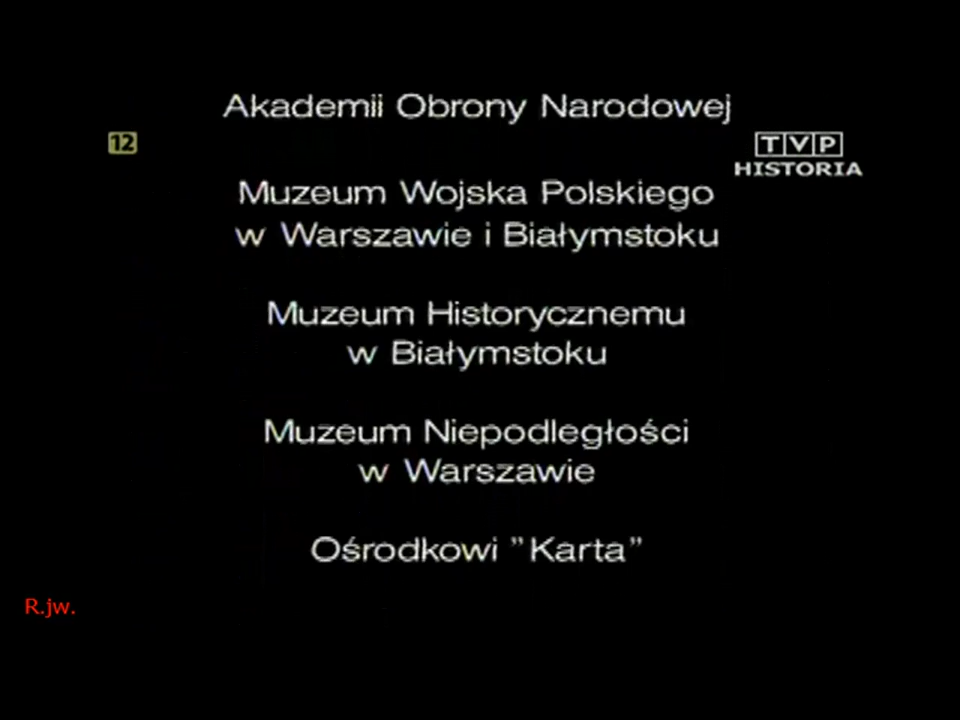 Akademii Obrony Narodowej
12
TVP
HISTORIA
Muzeum Wojska Polskiego
w Warszawie i Białymstoku
Muzeum Historycznemu
w Białymstoku
Muzeum Niepodległości
w Warszawie
Ośrodkowi ”Karta”
R.jw.